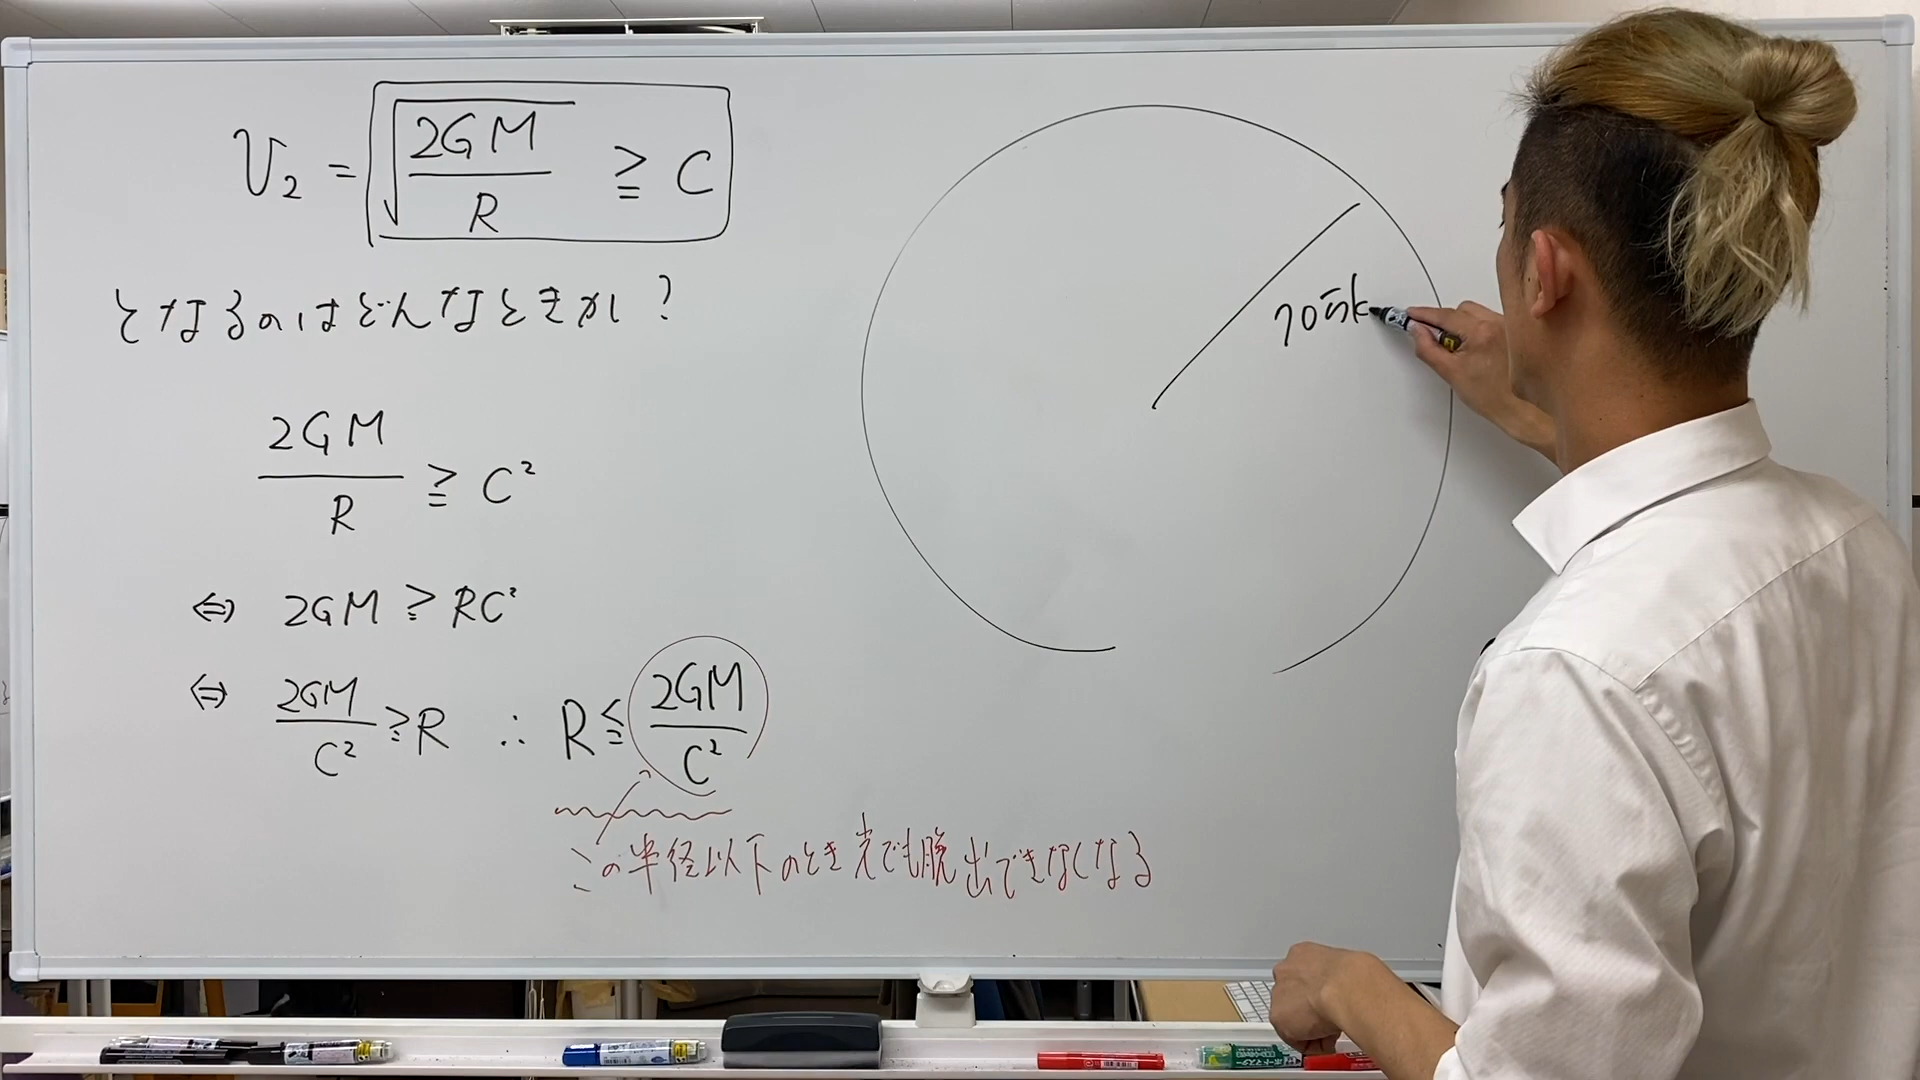 V₂ = √(2GM/R) ≧ C
となるのはどんなときか?
2GM/R ≧ C²
⇔ 2GM ≧ RC²
⇔ 2GM/C² ≧ R ∴ R ≦ 2GM/C²
この半径以下のとき光でも脱出できなくなる
70万k